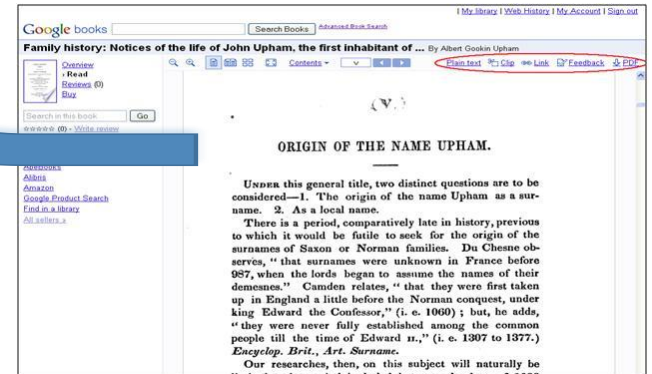 My library | Web History | My Account | Sign out
Google books Search Books Advanced Book Search
Family history: Notices of the life of John Upham, the first inhabitant of ... By Albert Gookin Upham
Overview
Read
Reviews (0)
Buy
Contents v Plain text Clip Link Feedback PDF
Search in this book Go
(0) - Write review
Alibris
Amazon
Google Product Search
Find in a library
All sellers »
(V.)
ORIGIN OF THE NAME UPHAM.
UNDER this general title, two distinct questions are to be
considered—1. The origin of the name Upham as a sur-
name. 2. As a local name.
There is a period, comparatively late in history, previous
to which it would be futile to seek for the origin of the
surnames of Saxon or Norman families. Du Chesne ob-
serves, “ that surnames were unknown in France before
987, when the lords began to assume the names of their
demesnes.” Camden relates, “ that they were first taken
up in England a little before the Norman conquest, under
king Edward the Confessor,” (i. e. 1060) ; but, he adds,
“ they were never fully established among the common
people till the time of Edward II.,” (i. e. 1307 to 1377.)
Encyclop. Brit., Art. Surname.
Our researches, then, on this subject will naturally be